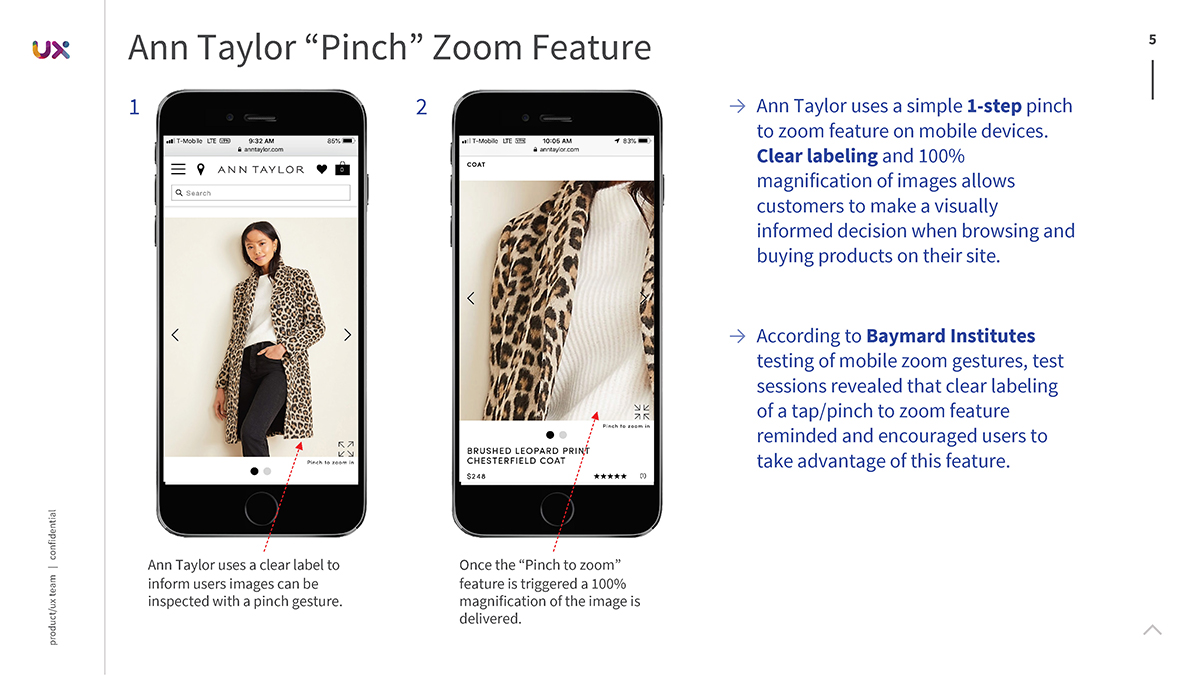 UX
Ann Taylor “Pinch” Zoom Feature
5
1
T-Mobile LTE 9:32 AM 85%
anntaylor.com
ANN TAYLOR
0
Search
Pinch to zoom in
Ann Taylor uses a clear label to
inform users images can be
inspected with a pinch gesture.
2
T-Mobile LTE 10:05 AM 83%
anntaylor.com
COAT
Pinch to zoom in
BRUSHED LEOPARD PRINT
CHESTERFIELD COAT
$248 ★★★★★ (1)
Once the “Pinch to zoom”
feature is triggered a 100%
magnification of the image is
delivered.
→ Ann Taylor uses a simple 1-step pinch
to zoom feature on mobile devices.
Clear labeling and 100%
magnification of images allows
customers to make a visually
informed decision when browsing and
buying products on their site.
→ According to Baymard Institutes
testing of mobile zoom gestures, test
sessions revealed that clear labeling
of a tap/pinch to zoom feature
reminded and encouraged users to
take advantage of this feature.
product/ux team | confidential